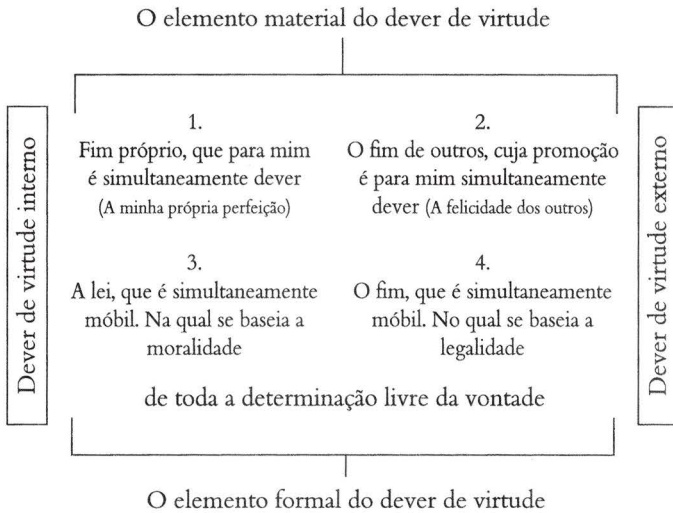 O elemento material do dever de virtude
Dever de virtude interno
1.
Fim próprio, que para mim
é simultaneamente dever
(A minha própria perfeição)
2.
O fim de outros, cuja promoção
é para mim simultaneamente
dever (A felicidade dos outros)
3.
A lei, que é simultaneamente
móbil. Na qual se baseia a
moralidade
4.
O fim, que é simultaneamente
móbil. No qual se baseia a
legalidade
de toda a determinação livre da vontade
Dever de virtude externo
O elemento formal do dever de virtude